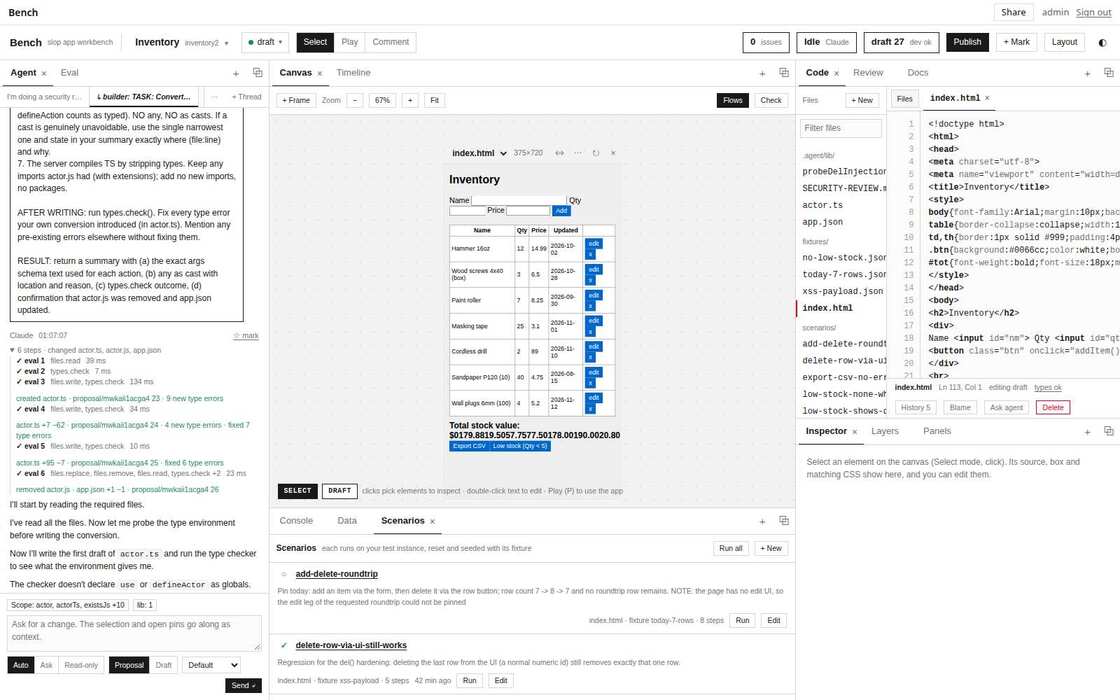 Bench
Share
admin
Sign out
Bench slop app workbench
Inventory inventory2
draft
Select
Play
Comment
0 issues
Idle Claude
draft 27 dev ok
Publish
+ Mark
Layout
Agent ×
Eval
I'm doing a security r…
↳ builder: TASK: Convert…
···
+ Thread
defineAction counts as typed). NO any, NO as casts. If a
cast is genuinely unavoidable, use the single narrowest
one and state in your summary exactly where (file:line)
and why.
7. The server compiles TS by stripping types. Keep any
imports actor.js had (with extensions); add no new imports,
no packages.
AFTER WRITING: run types.check(). Fix every type error
your own conversion introduced (in actor.ts). Mention any
pre-existing errors elsewhere without fixing them.
RESULT: return a summary with (a) the exact args
schema text used for each action, (b) any as cast with
location and reason, (c) types.check outcome, (d)
confirmation that actor.js was removed and app.json
updated.
Claude 01:07:07
☆ mark
▾ 6 steps · changed actor.ts, actor.js, app.json
✓ eval 1 files.read 39 ms
✓ eval 2 types.check 7 ms
✓ eval 3 files.write, types.check 134 ms
created actor.ts · proposal/mwkaii1acga4 23 · 9 new type errors
✓ eval 4 files.write, types.check 34 ms
actor.ts +7 −62 · proposal/mwkaii1acga4 24 · 4 new type errors · fixed 7
type errors
✓ eval 5 files.write, types.check 10 ms
actor.ts +95 −7 · proposal/mwkaii1acga4 25 · fixed 6 type errors
✓ eval 6 files.replace, files.remove, files.read, types.check +2 23 ms
removed actor.js · app.json +1 −1 · proposal/mwkaii1acga4 26
I'll start by reading the required files.
I've read all the files. Now let me probe the type environment
before writing the conversion.
Now I'll write the first draft of actor.ts and run the type checker
to see what the environment gives me.
The checker doesn't declare use or defineActor as globals.
Scope: actor, actorTs, existsJs +10
lib: 1
Ask for a change. The selection and open pins go along as
context.
Auto
Ask
Read-only
Proposal
Draft
Default
Send
Canvas ×
Timeline
+ Frame
Zoom
−
67%
+
Fit
Flows
Check
index.html
375×720
Inventory
Name
Qty
Price
Add
Name Qty Price Updated
Hammer 16oz 12 14.99 2026-10-02 edit x
Wood screws 4x40 (box) 3 6.5 2026-10-28 edit x
Paint roller 7 8.25 2026-09-30 edit x
Masking tape 25 3.1 2026-11-01 edit x
Cordless drill 2 89 2026-11-10 edit x
Sandpaper P120 (10) 40 4.75 2026-08-15 edit x
Wall plugs 6mm (100) 4 5.2 2026-11-12 edit x
Total stock value:
$0179.8819.5057.7577.50178.00190.0020.80
Export CSV
Low stock (Qty < 5)
SELECT
DRAFT
clicks pick elements to inspect · double-click text to edit · Play (P) to use the app
Console
Data
Scenarios ×
Scenarios each runs on your test instance, reset and seeded with its fixture
Run all
+ New
add-delete-roundtrip
Pin today: add an item via the form, then delete it via the row button; row count 7 -> 8 -> 7 and no roundtrip row remains. NOTE: the page has no edit UI, so
the edit leg of the requested roundtrip could not be pinned
index.html · fixture today-7-rows · 8 steps
Run
Edit
✓ delete-row-via-ui-still-works
Regression for the del() hardening: deleting the last row from the UI (a normal numeric id) still removes exactly that one row.
index.html · fixture xss-payload · 5 steps 42 min ago
Run
Edit
Code ×
Review
Docs
Files
+ New
Filter files
.agent/lib/
probeDelInjection
SECURITY-REVIEW.m
actor.ts
app.json
fixtures/
no-low-stock.json
today-7-rows.json
xss-payload.json
index.html
scenarios/
add-delete-roundt
delete-row-via-ui
export-csv-no-err
low-stock-none-wh
low-stock-shows-q
Files
index.html ×
1 <!doctype html>
2 <html>
3 <head>
4 <meta charset="utf-8">
5 <meta name="viewport" content="width=d
6 <title>Inventory</title>
7 <style>
8 body{font-family:Arial;margin:10px;bac
9 table{border-collapse:collapse;width:1
10 td,th{border:1px solid #999;padding:4p
11 .btn{background:#0066cc;color:white;bo
12 #tot{font-weight:bold;font-size:18px;m
13 </style>
14 </head>
15 <body>
16 <h2>Inventory</h2>
17 <div>
18 Name <input id="nm"> Qty <input id="qt
19 <button class="btn" onclick="addItem()
20 </div>
21 <br>
index.html Ln 113, Col 1 editing draft types ok
History 5
Blame
Ask agent
Delete
Inspector ×
Layers
Panels
Select an element on the canvas (Select mode, click). Its source, box and
matching CSS show here, and you can edit them.